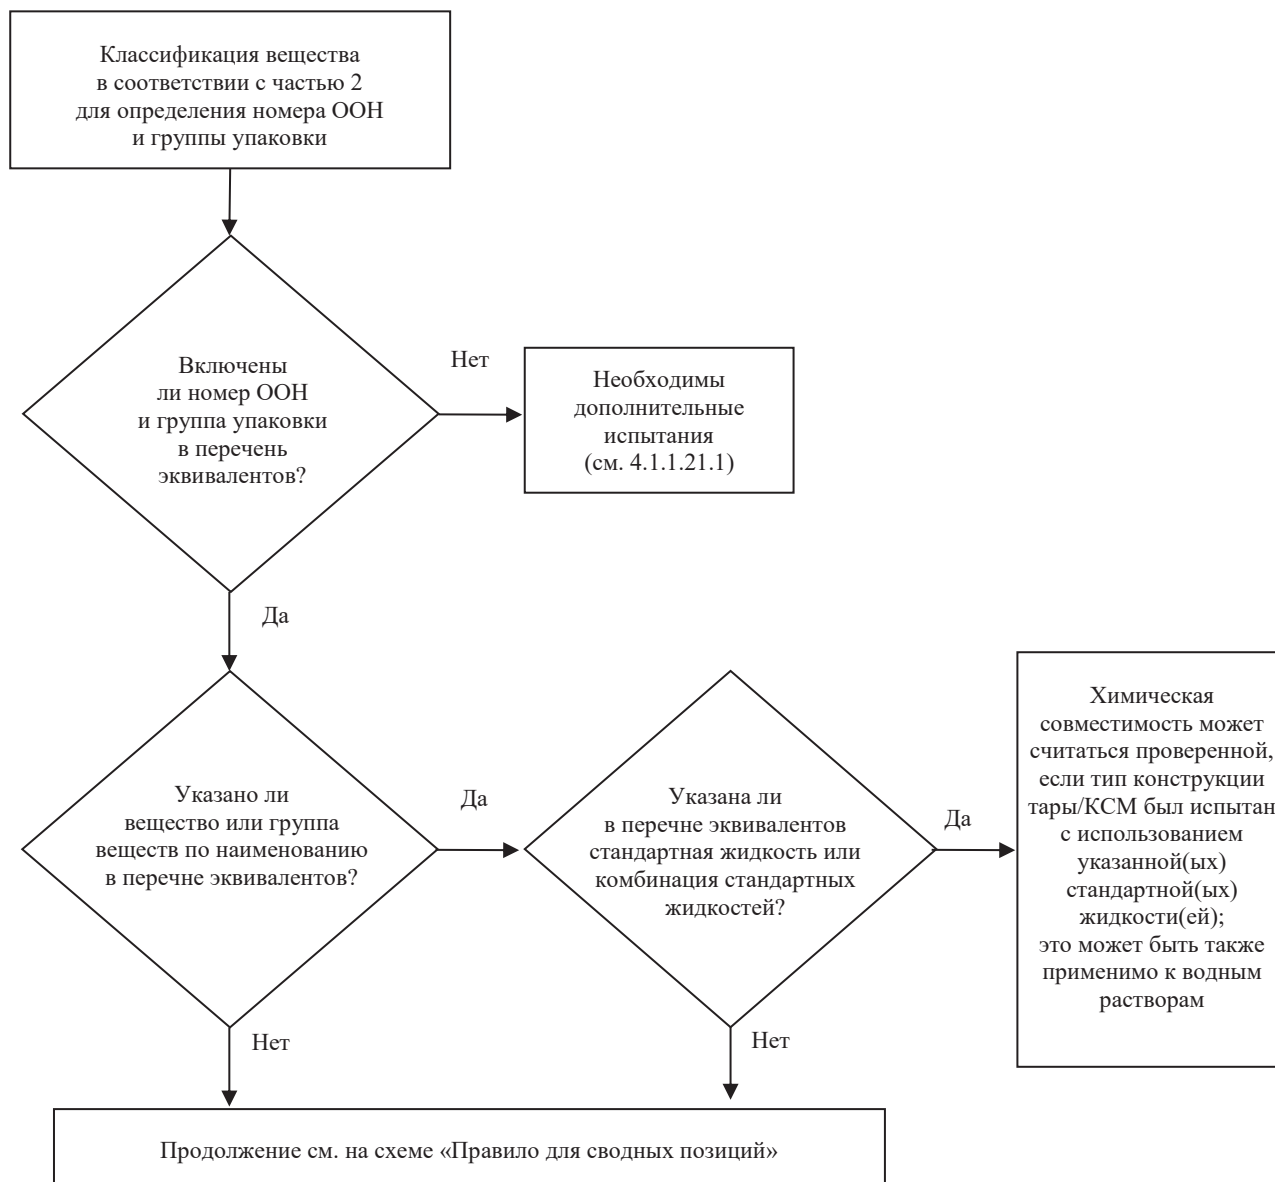 Классификация вещества
в соответствии с частью 2
для определения номера ООН
и группы упаковки
Включены
ли номер ООН
и группа упаковки
в перечень
эквивалентов?
Нет
Необходимы
дополнительные
испытания
(см. 4.1.1.21.1)
Да
Указано ли
вещество или группа
веществ по наименованию
в перечне эквивалентов?
Да
Указана ли
в перечне эквивалентов
стандартная жидкость или
комбинация стандартных
жидкостей?
Да
Химическая
совместимость может
считаться проверенной,
если тип конструкции
тары/КСМ был испытан
с использованием
указанной(ых)
стандартной(ых)
жидкости(ей);
это может быть также
применимо к водным
растворам
Нет
Нет
Продолжение см. на схеме «Правило для сводных позиций»